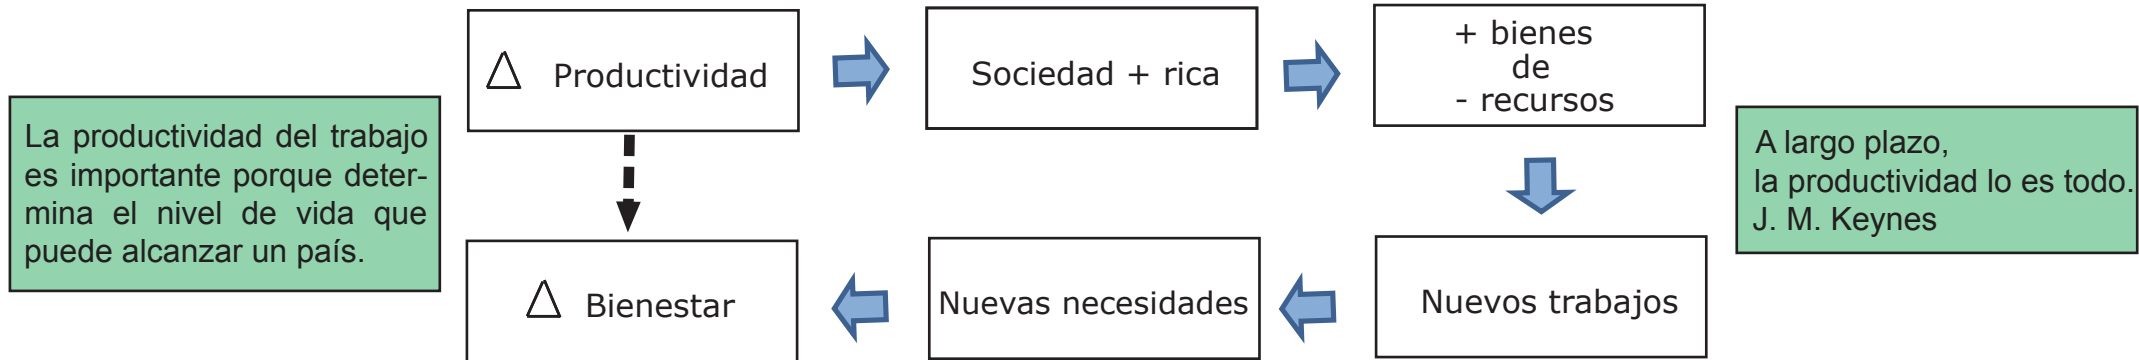 La productividad del trabajo
es importante porque deter-
mina el nivel de vida que
puede alcanzar un país.
△ Productividad
Sociedad + rica
+ bienes
de
- recursos
Nuevos trabajos
Nuevas necesidades
△ Bienestar
A largo plazo,
la productividad lo es todo.
J. M. Keynes